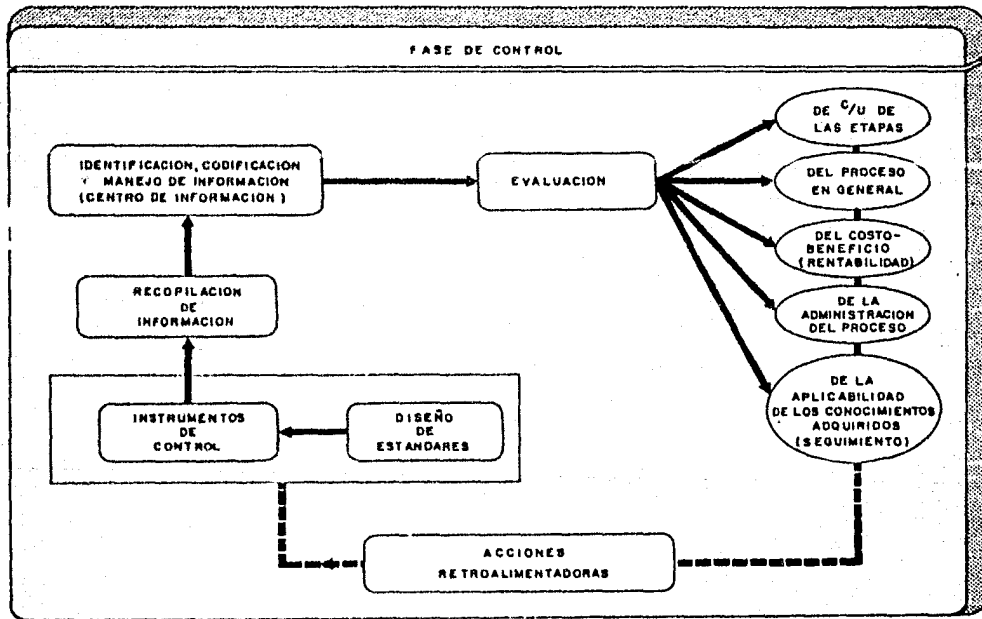 FASE DE CONTROL
IDENTIFICACION, CODIFICACION
Y MANEJO DE INFORMACION
(CENTRO DE INFORMACION)
EVALUACION
DE C/U DE
LAS ETAPAS
DEL PROCESO
EN GENERAL
DEL COSTO-
BENEFICIO
(RENTABILIDAD)
DE LA
ADMINISTRACION
DEL PROCESO
DE LA
APLICABILIDAD
DE LOS CONOCIMIENTOS
ADQUIRIDOS
(SEGUIMIENTO)
RECOPILACION
DE
INFORMACION
INSTRUMENTOS
DE
CONTROL
DISEÑO
DE
ESTANDARES
ACCIONES
RETROALIMENTADORAS